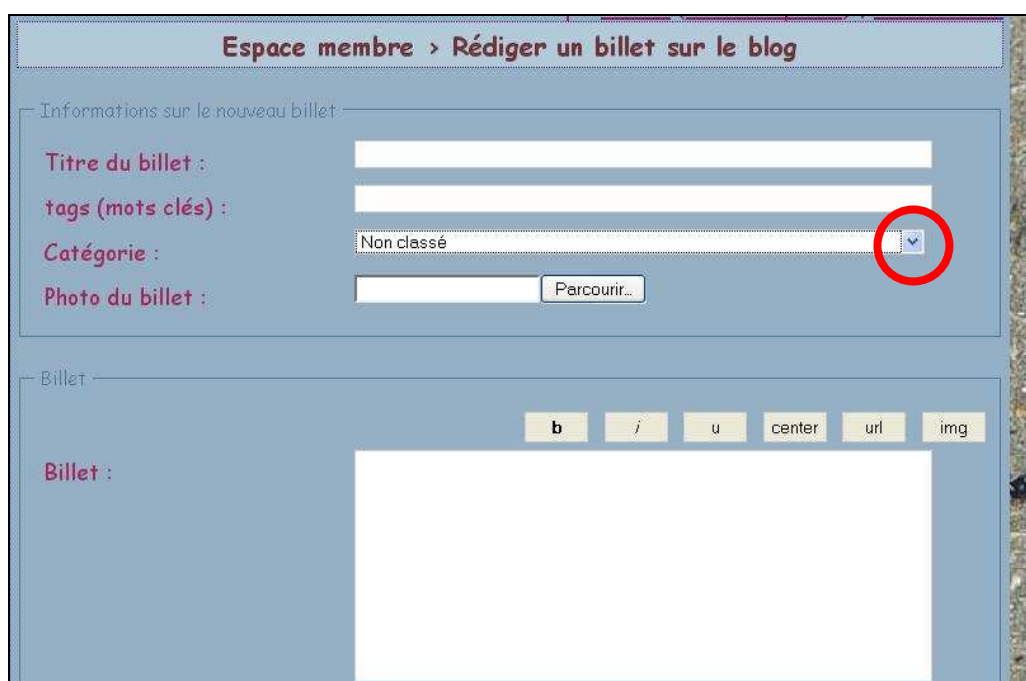 Espace membre > Rédiger un billet sur le blog
Informations sur le nouveau billet
Titre du billet :
tags (mots clés) :
Catégorie :
Non classé
Photo du billet :
Parcourir...
Billet
b i u center url img
Billet :